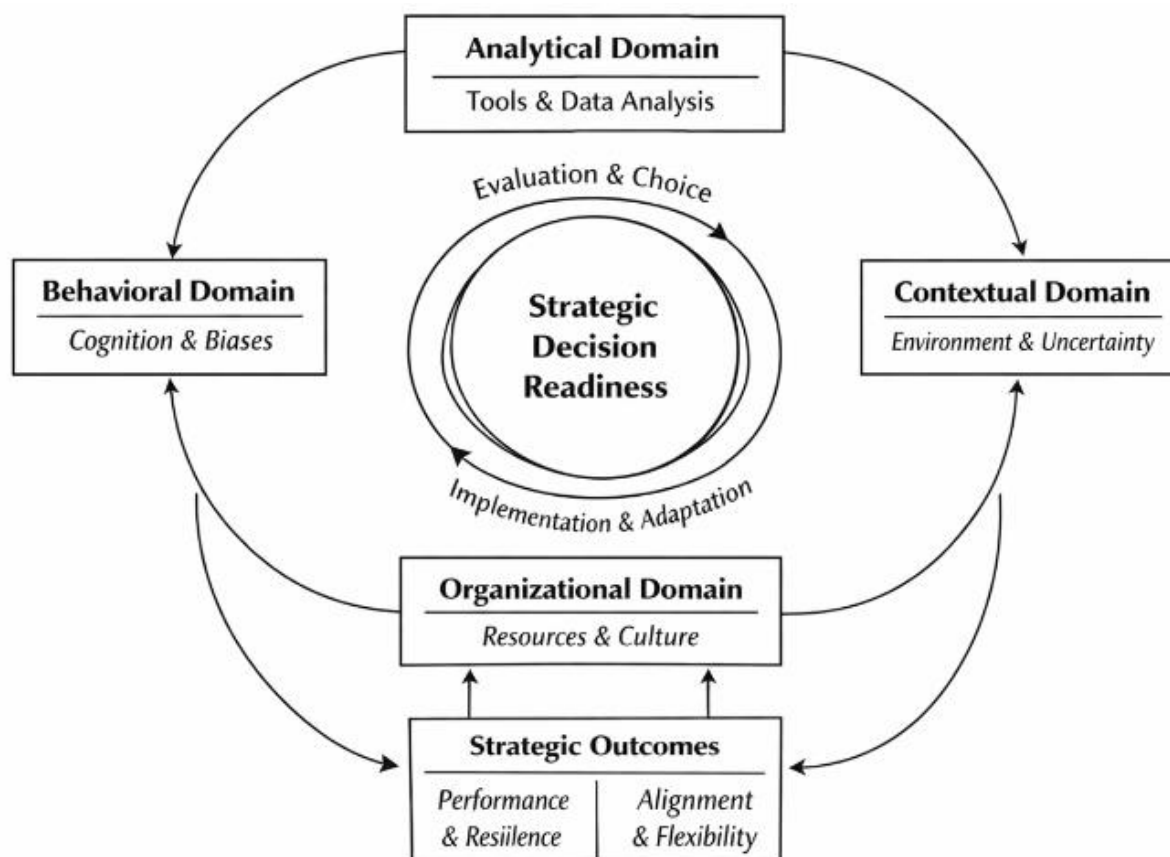 Analytical Domain
Tools & Data Analysis
Evaluation & Choice
Behavioral Domain
Cognition & Biases
Strategic
Decision
Readiness
Contextual Domain
Environment & Uncertainty
Implementation & Adaptation
Organizational Domain
Resources & Culture
Strategic Outcomes
Performance
& Resiilence
Alignment
& Flexibility